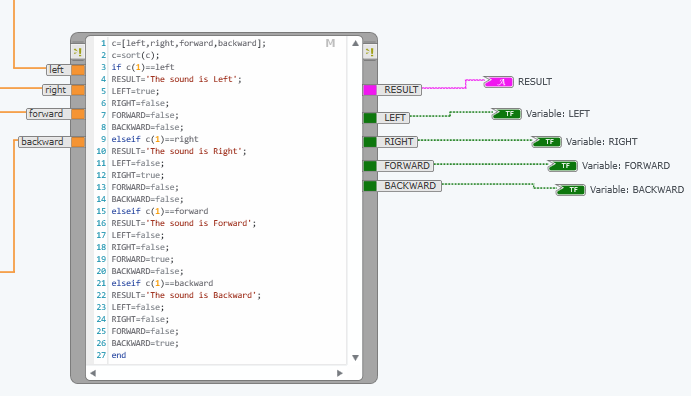 left
right
forward
backward
M
1 c=[left,right,forward,backward];
2 c=sort(c);
3 if c(1)==left
4 RESULT='The sound is Left';
5 LEFT=true;
6 RIGHT=false;
7 FORWARD=false;
8 BACKWARD=false;
9 elseif c(1)==right
10 RESULT='The sound is Right';
11 LEFT=false;
12 RIGHT=true;
13 FORWARD=false;
14 BACKWARD=false;
15 elseif c(1)==forward
16 RESULT='The sound is Forward';
17 LEFT=false;
18 RIGHT=false;
19 FORWARD=true;
20 BACKWARD=false;
21 elseif c(1)==backward
22 RESULT='The sound is Backward';
23 LEFT=false;
24 RIGHT=false;
25 FORWARD=false;
26 BACKWARD=true;
27 end
RESULT RESULT
LEFT TF Variable: LEFT
RIGHT TF Variable: RIGHT
FORWARD TF Variable: FORWARD
BACKWARD TF Variable: BACKWARD